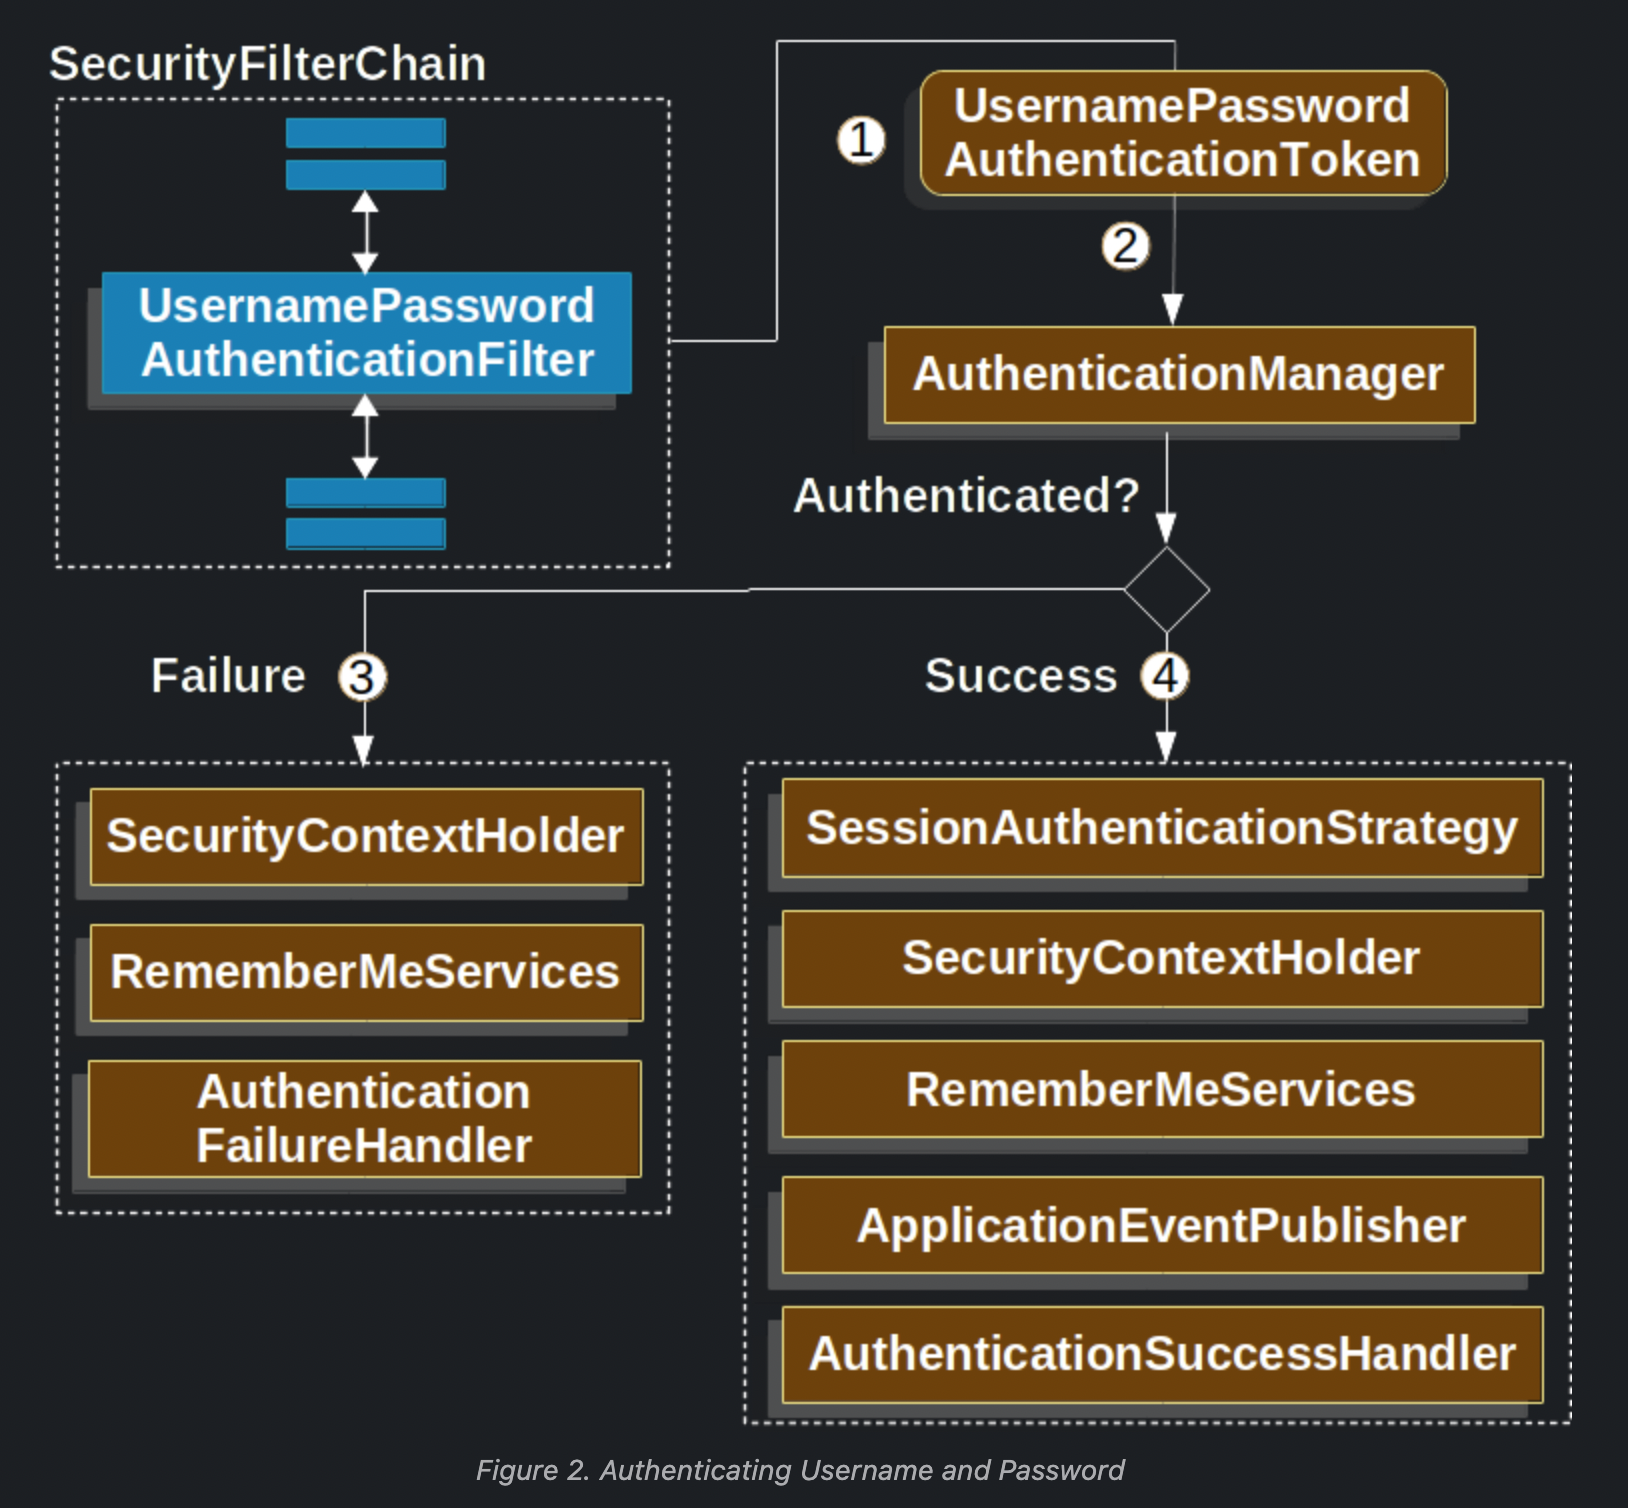 SecurityFilterChain
UsernamePassword
AuthenticationFilter
1
UsernamePassword
AuthenticationToken
2
AuthenticationManager
Authenticated?
Failure 3
Success 4
SecurityContextHolder
RememberMeServices
Authentication
FailureHandler
SessionAuthenticationStrategy
SecurityContextHolder
RememberMeServices
ApplicationEventPublisher
AuthenticationSuccessHandler
Figure 2. Authenticating Username and Password